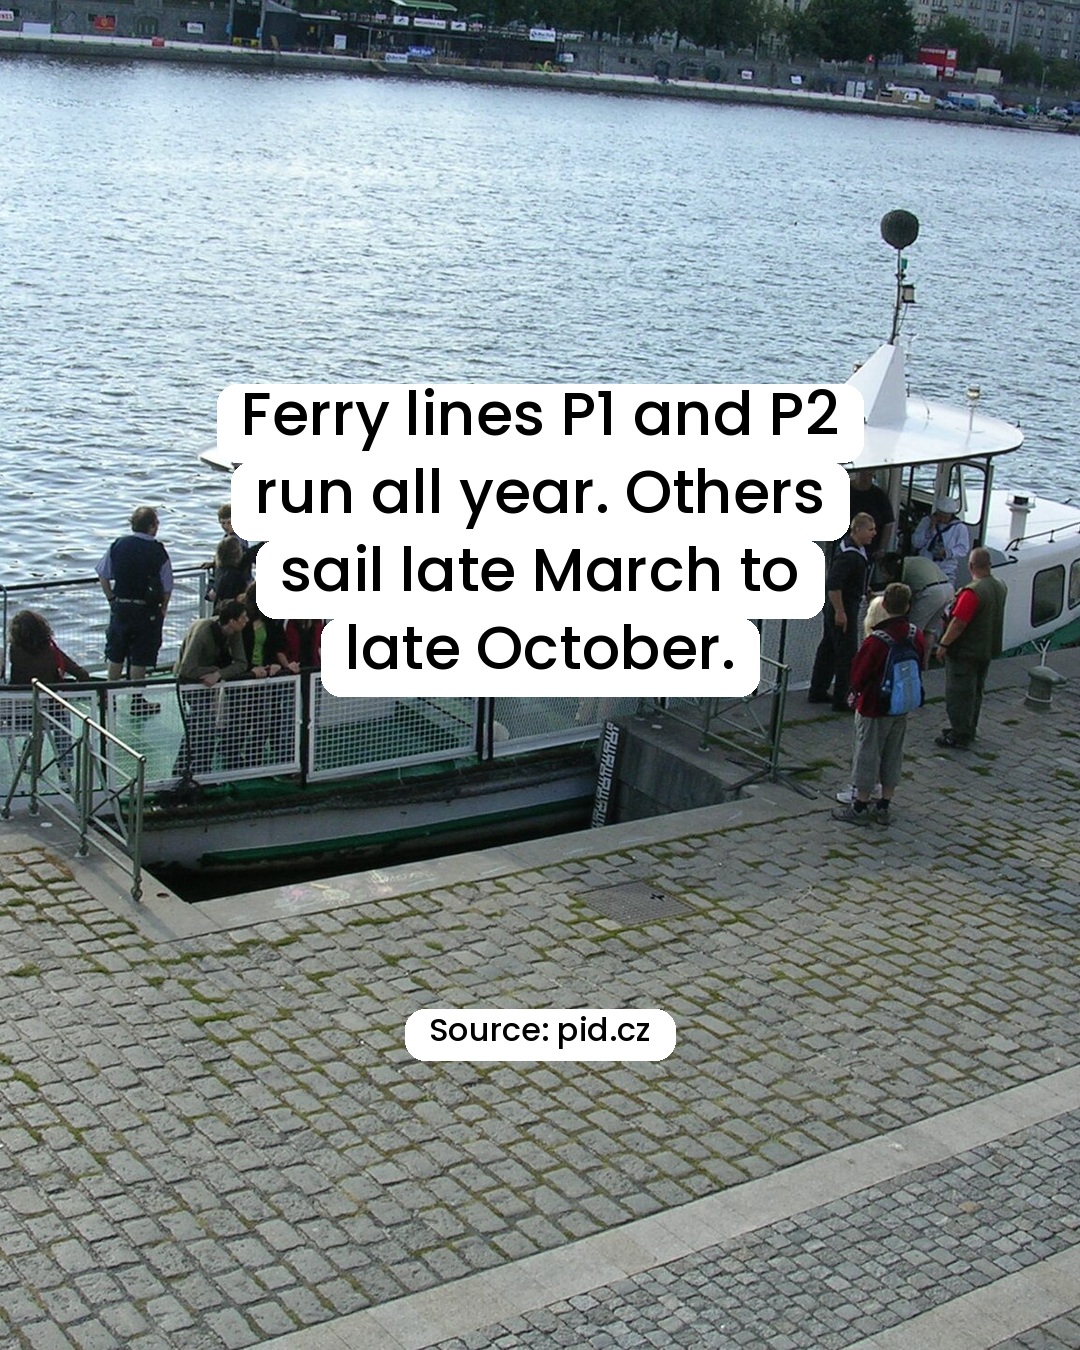 Ferry lines P1 and P2
run all year. Others
sail late March to
late October.
Source: pid.cz